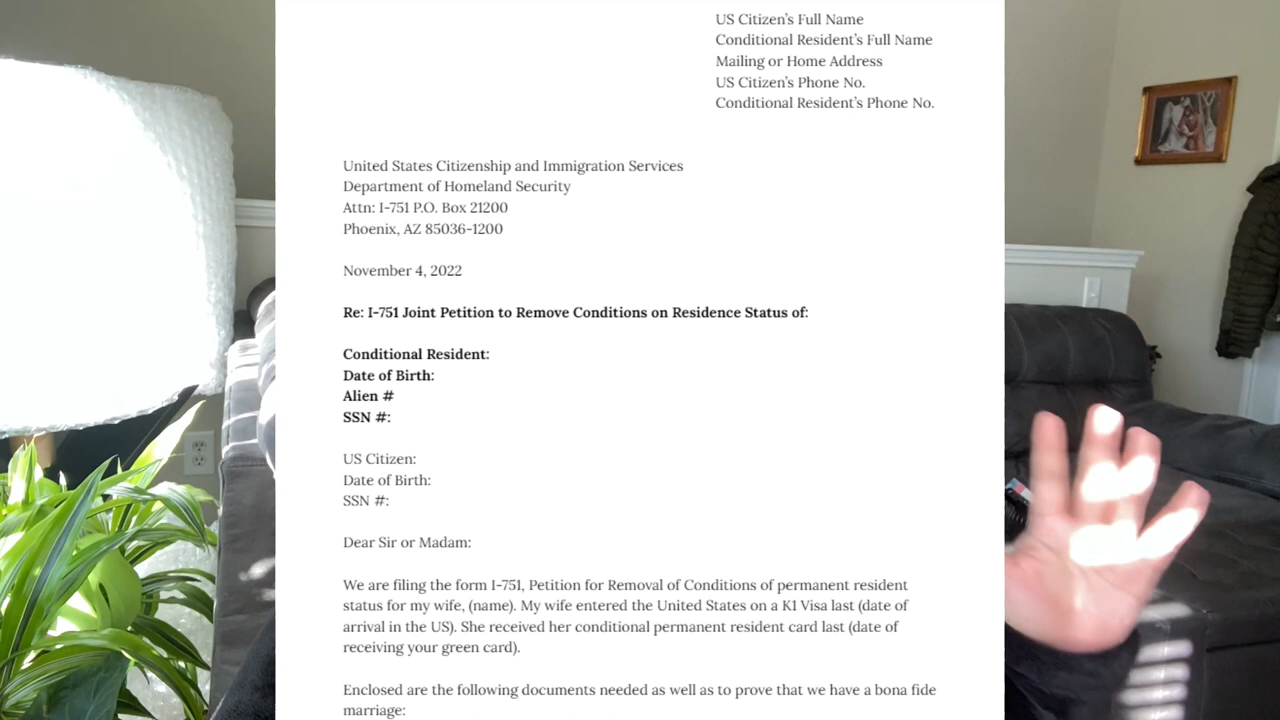 US Citizen's Full Name
Conditional Resident's Full Name
Mailing or Home Address
US Citizen's Phone No.
Conditional Resident's Phone No.
United States Citizenship and Immigration Services
Department of Homeland Security
Attn: I-751 P.O. Box 21200
Phoenix, AZ 85036-1200
November 4, 2022
Re: I-751 Joint Petition to Remove Conditions on Residence Status of:
Conditional Resident:
Date of Birth:
Alien #
SSN #:
US Citizen:
Date of Birth:
SSN #:
Dear Sir or Madam:
We are filing the form I-751, Petition for Removal of Conditions of permanent resident
status for my wife, (name). My wife entered the United States on a K1 Visa last (date of
arrival in the US). She received her conditional permanent resident card last (date of
receiving your green card).
Enclosed are the following documents needed as well as to prove that we have a bona fide
marriage: